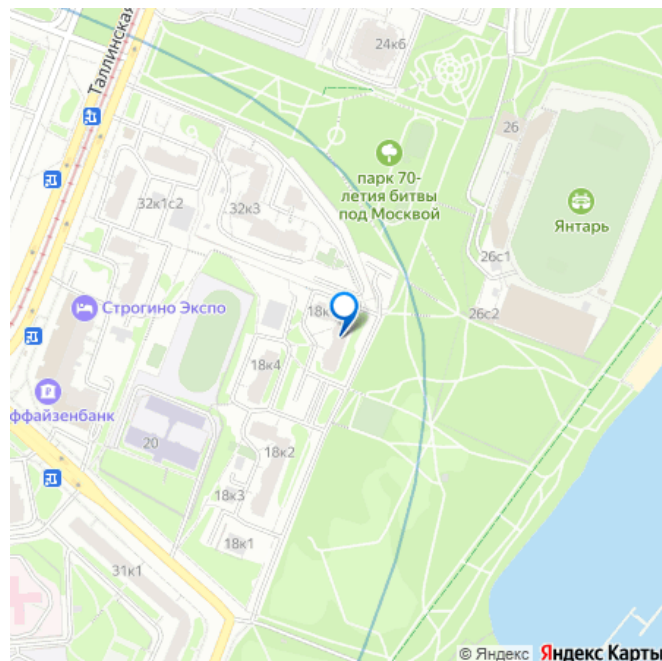 Таллинская
24к6
26
парк 70-
летия битвы
под Москвой
Янтарь
32к1с2
32к3
26с1
Строгино Экспо
18к
26с2
18к4
ффайзенбанк
20
18к2
18к3
18к1
31к1
© Яндекс Яндекс Карты